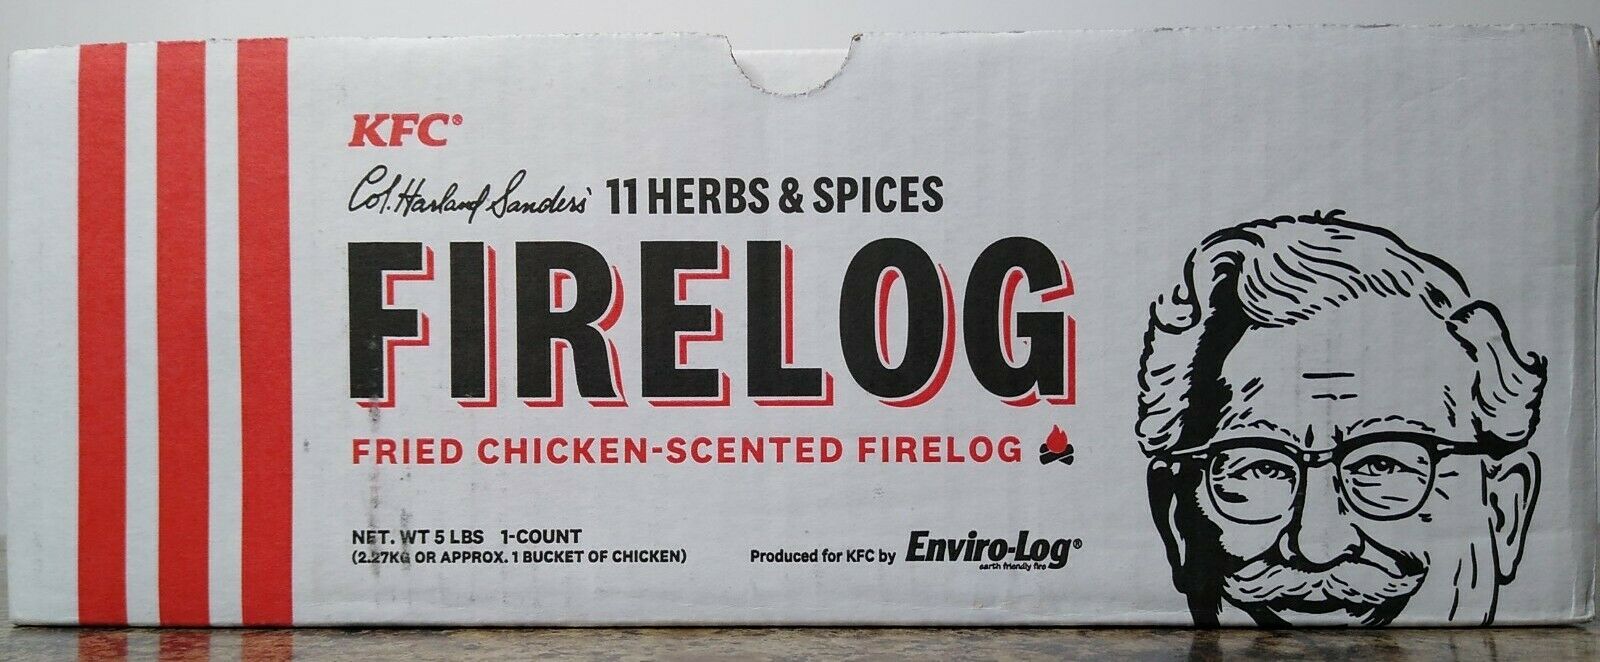 KFC®
Col. Harland Sanders' 11 HERBS & SPICES
FIRELOG
FRIED CHICKEN-SCENTED FIRELOG
NET. WT 5 LBS 1-COUNT
(2.27KG OR APPROX. 1 BUCKET OF CHICKEN)
Produced for KFC by Enviro-Log®
earth friendly fire